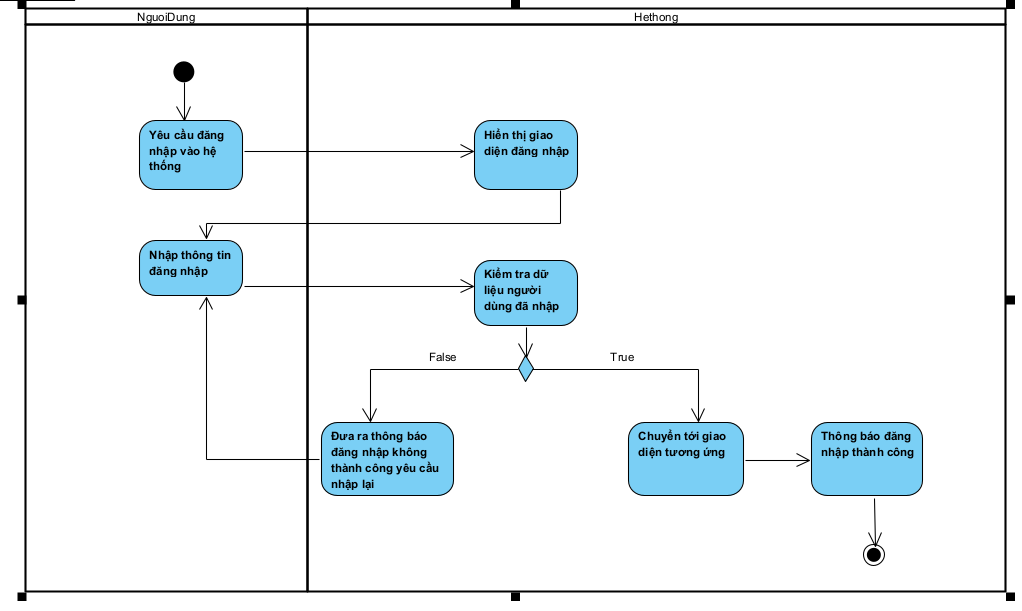 NguoiDung
Hethong
Yêu cầu đăng
nhập vào hệ
thống
Hiển thị giao
diện đăng nhập
Nhập thông tin
đăng nhập
Kiểm tra dữ
liệu người
dùng đã nhập
False
True
Đưa ra thông báo
đăng nhập không
thành công yêu cầu
nhập lại
Chuyển tới giao
diện tương ứng
Thông báo đăng
nhập thành công